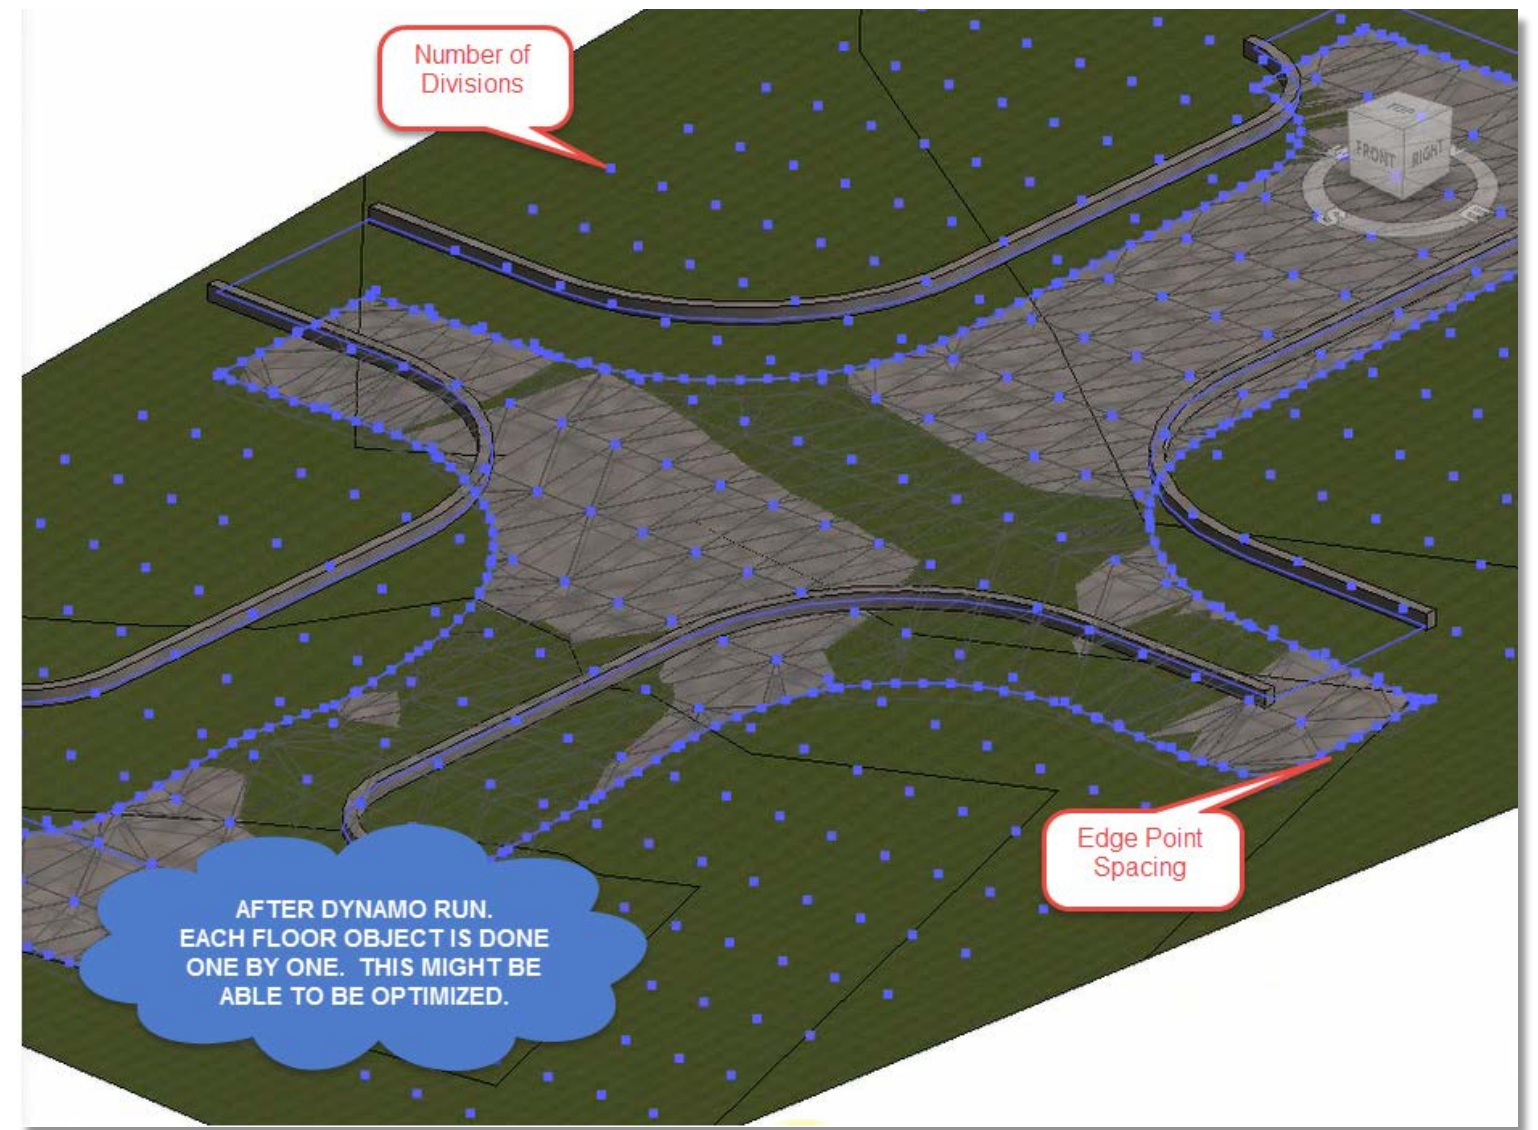 Number of
Divisions
TOP
FRONT
RIGHT
S
E
Edge Point
Spacing
AFTER DYNAMO RUN.
EACH FLOOR OBJECT IS DONE
ONE BY ONE.  THIS MIGHT BE
ABLE TO BE OPTIMIZED.